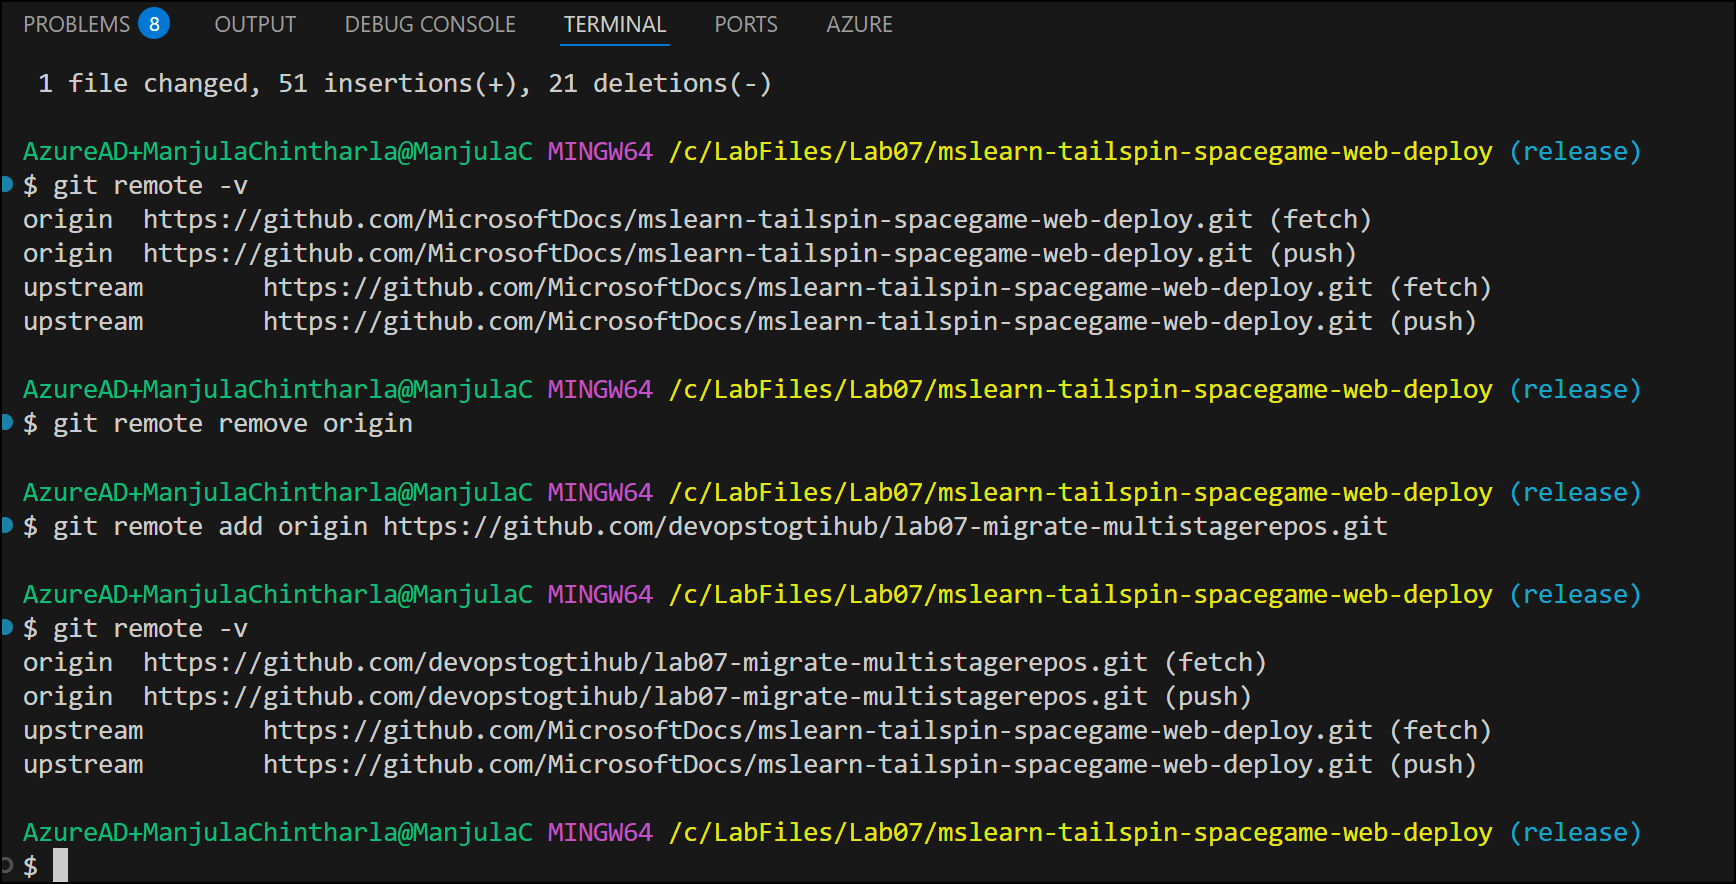 PROBLEMS 8 OUTPUT DEBUG CONSOLE TERMINAL PORTS AZURE
1 file changed, 51 insertions(+), 21 deletions(-)
AzureAD+ManjulaChintharla@ManjulaC MINGW64 /c/LabFiles/Lab07/mslearn-tailspin-spacegame-web-deploy (release)
$ git remote -v
origin  https://github.com/MicrosoftDocs/mslearn-tailspin-spacegame-web-deploy.git (fetch)
origin  https://github.com/MicrosoftDocs/mslearn-tailspin-spacegame-web-deploy.git (push)
upstream        https://github.com/MicrosoftDocs/mslearn-tailspin-spacegame-web-deploy.git (fetch)
upstream        https://github.com/MicrosoftDocs/mslearn-tailspin-spacegame-web-deploy.git (push)
AzureAD+ManjulaChintharla@ManjulaC MINGW64 /c/LabFiles/Lab07/mslearn-tailspin-spacegame-web-deploy (release)
$ git remote remove origin
AzureAD+ManjulaChintharla@ManjulaC MINGW64 /c/LabFiles/Lab07/mslearn-tailspin-spacegame-web-deploy (release)
$ git remote add origin https://github.com/devopstogtihub/lab07-migrate-multistagerepos.git
AzureAD+ManjulaChintharla@ManjulaC MINGW64 /c/LabFiles/Lab07/mslearn-tailspin-spacegame-web-deploy (release)
$ git remote -v
origin  https://github.com/devopstogtihub/lab07-migrate-multistagerepos.git (fetch)
origin  https://github.com/devopstogtihub/lab07-migrate-multistagerepos.git (push)
upstream        https://github.com/MicrosoftDocs/mslearn-tailspin-spacegame-web-deploy.git (fetch)
upstream        https://github.com/MicrosoftDocs/mslearn-tailspin-spacegame-web-deploy.git (push)
AzureAD+ManjulaChintharla@ManjulaC MINGW64 /c/LabFiles/Lab07/mslearn-tailspin-spacegame-web-deploy (release)
$